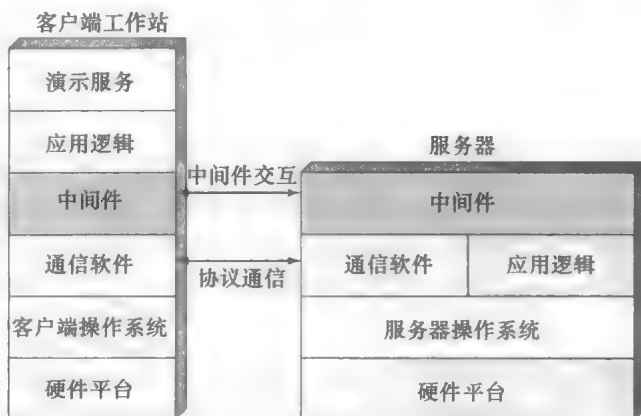 客户端工作站
演示服务
应用逻辑
中间件
通信软件
客户端操作系统
硬件平台
中间件交互
协议通信
服务器
中间件
通信软件
应用逻辑
服务器操作系统
硬件平台